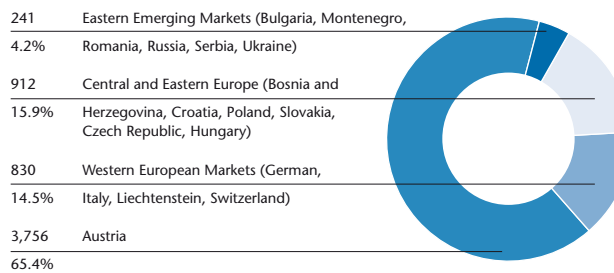 241 Eastern Emerging Markets (Bulgaria, Montenegro,
4.2% Romania, Russia, Serbia, Ukraine)
912 Central and Eastern Europe (Bosnia and
15.9% Herzegovina, Croatia, Poland, Slovakia,
Czech Republic, Hungary)
830 Western European Markets (German,
14.5% Italy, Liechtenstein, Switzerland)
3,756 Austria
65.4%